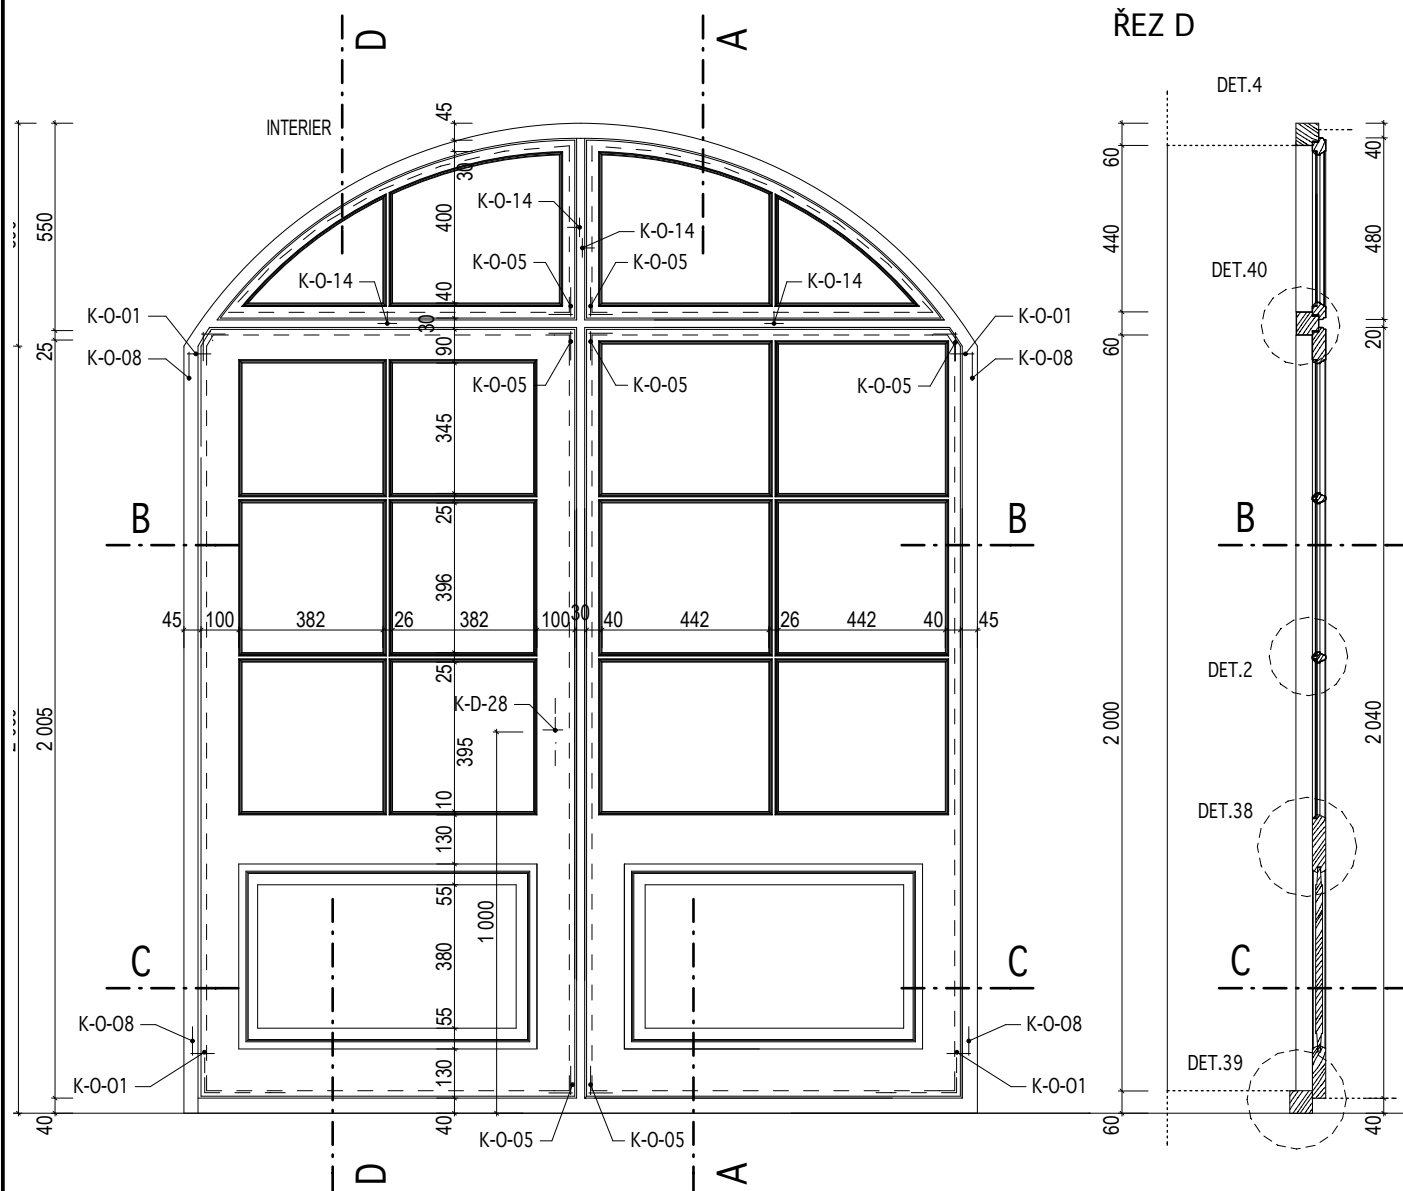 ŘEZ D
D
A
DET.4
INTERIER
45
60
40
30
K-O-14
400
550
K-O-14
440
480
K-O-05
K-O-05
DET.40
K-O-14
K-O-14
40
K-O-01
30
K-O-01
25
K-O-08
90
K-O-08
60
20
K-O-05
K-O-05
K-O-05
345
B
25
B
B
396
45
100
382
26
382
100
30
40
442
26
442
40
45
25
DET.2
K-D-28
2 005
395
2 000
2 040
10
DET.38
130
55
1 000
C
380
C
C
K-O-08
55
K-O-08
DET.39
K-O-01
130
K-O-01
40
40
K-O-05
K-O-05
60
40
D
A